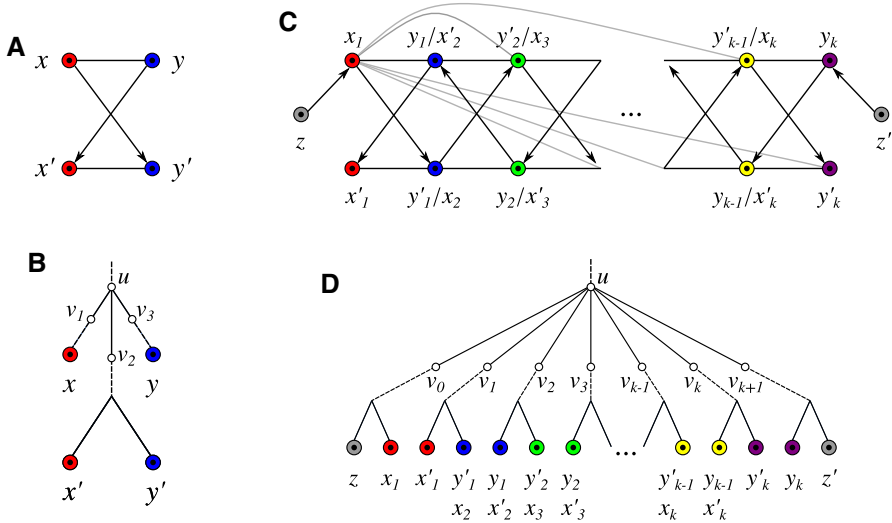 A
x y
x' y'
B
u
v₁ v₃
v₂
x y
x' y'
C
x₁ y₁/x'₂ y'₂/x₃ y'ₖ₋₁/xₖ yₖ
z ... z'
x'₁ y'₁/x₂ y₂/x'₃ yₖ₋₁/x'ₖ y'ₖ
D
u
v₀ v₁ v₂ v₃ vₖ₋₁ vₖ vₖ₊₁
...
z x₁ x'₁ y'₁ y₁ y'₂ y₂ y'ₖ₋₁ yₖ₋₁ y'ₖ yₖ z'
x₂ x'₂ x₃ x'₃ xₖ x'ₖ